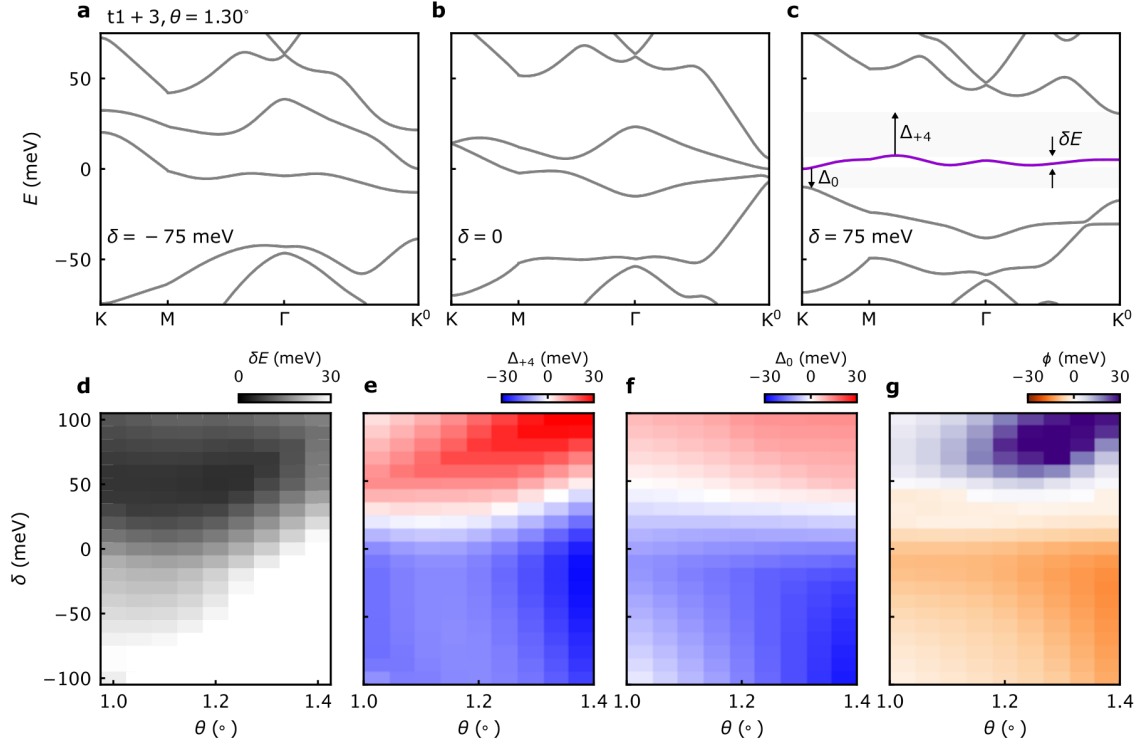 a b c
t1 + 3, θ = 1.30°
50
0
−50
E (meV)
δ = − 75 meV
δ = 0
δ = 75 meV
Δ+4
δE
Δ0
K M Γ K⁰
K M Γ K⁰
K M Γ K⁰
d e f g
δE (meV)
0 30
Δ+4 (meV)
−30 0 30
Δ0 (meV)
−30 0 30
ϕ (meV)
−30 0 30
100
50
0
−50
−100
δ (meV)
1.0 1.2 1.4
1.0 1.2 1.4
1.0 1.2 1.4
1.0 1.2 1.4
θ (°)
θ (°)
θ (°)
θ (°)